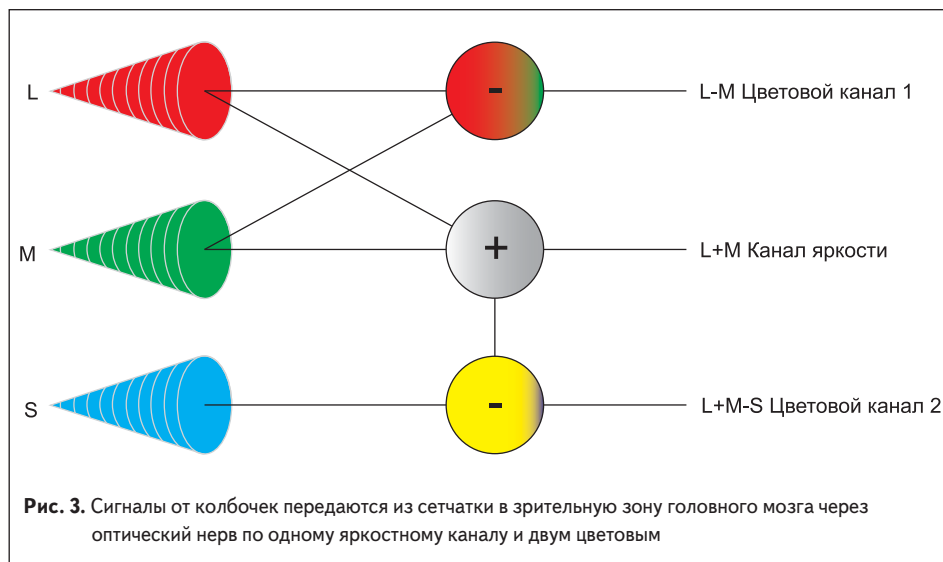 L
-
L-M Цветовой канал 1
M
+
L+M Канал яркости
S
-
L+M-S Цветовой канал 2
Рис. 3. Сигналы от колбочек передаются из сетчатки в зрительную зону головного мозга через
оптический нерв по одному яркостному каналу и двум цветовым